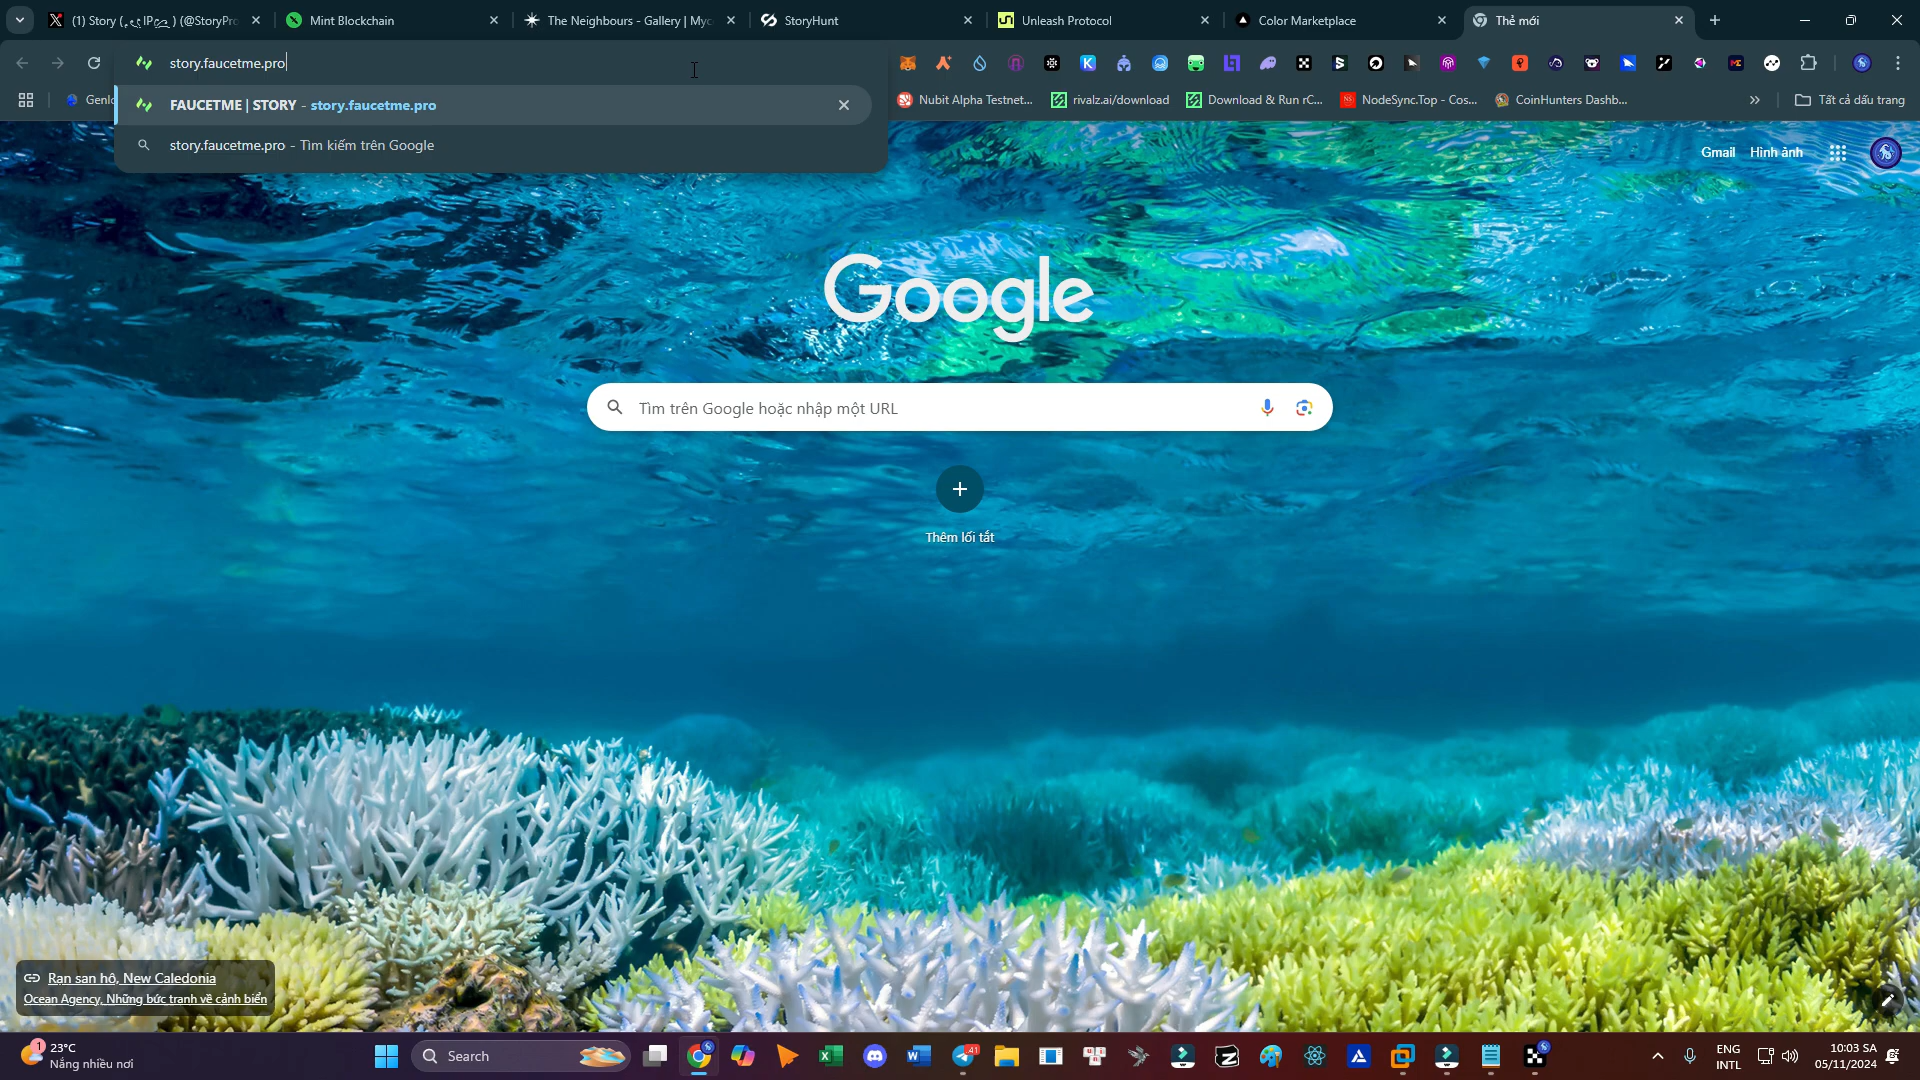 (1) Story (
IP
) (@StoryPro
Mint Blockchain
The Neighbours - Gallery | Myc
StoryHunt
Unleash Protocol
Color Marketplace
Thẻ mới
story.faucetme.pro
Genlo
FAUCETME | STORY - story.faucetme.pro
story.faucetme.pro - Tìm kiếm trên Google
Nubit Alpha Testnet...
rivalz.ai/download
Download & Run rC...
NodeSync.Top - Cos...
CoinHunters Dashb...
Tất cả dấu trang
Gmail
Hình ảnh
Google
Tìm trên Google hoặc nhập một URL
Thêm lối tắt
Rạn san hô, New Caledonia
Ocean Agency, Những bức tranh về cảnh biển
1
23°C
Nắng nhiều nơi
Search
41
ENG
INTL
10:03 SA
05/11/2024